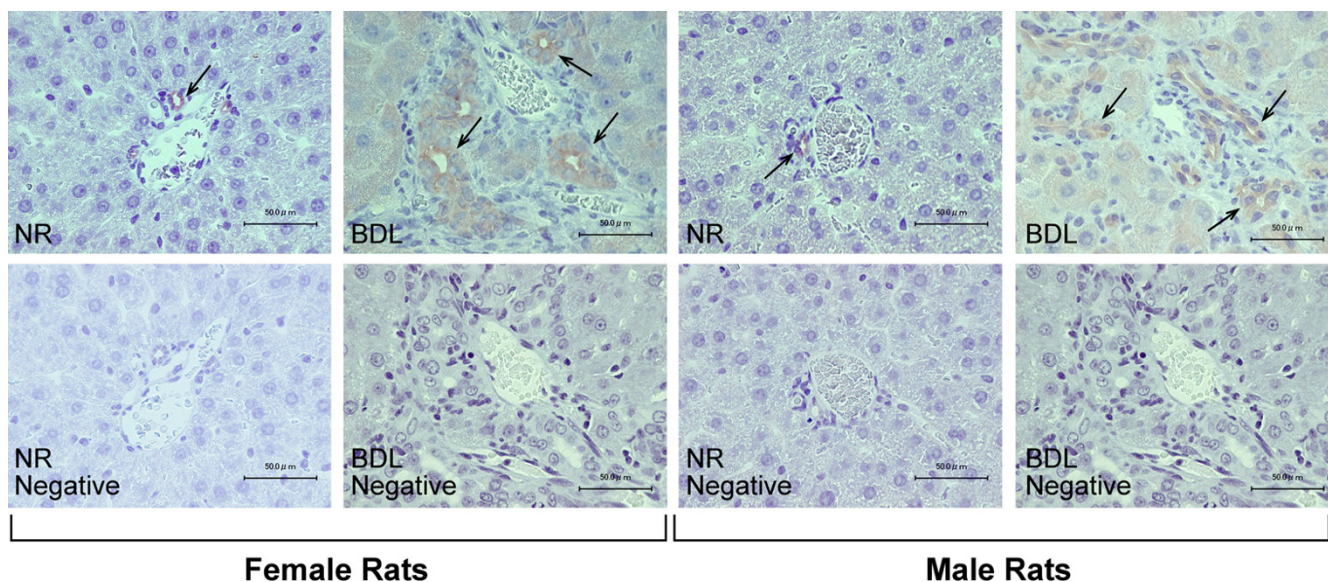 50.0 μm
NR
50.0 μm
BDL
50.0 μm
NR
50.0 μm
BDL
50.0 μm
NR
Negative
50.0 μm
BDL
Negative
50.0 μm
NR
Negative
50.0 μm
BDL
Negative
Female Rats
Male Rats